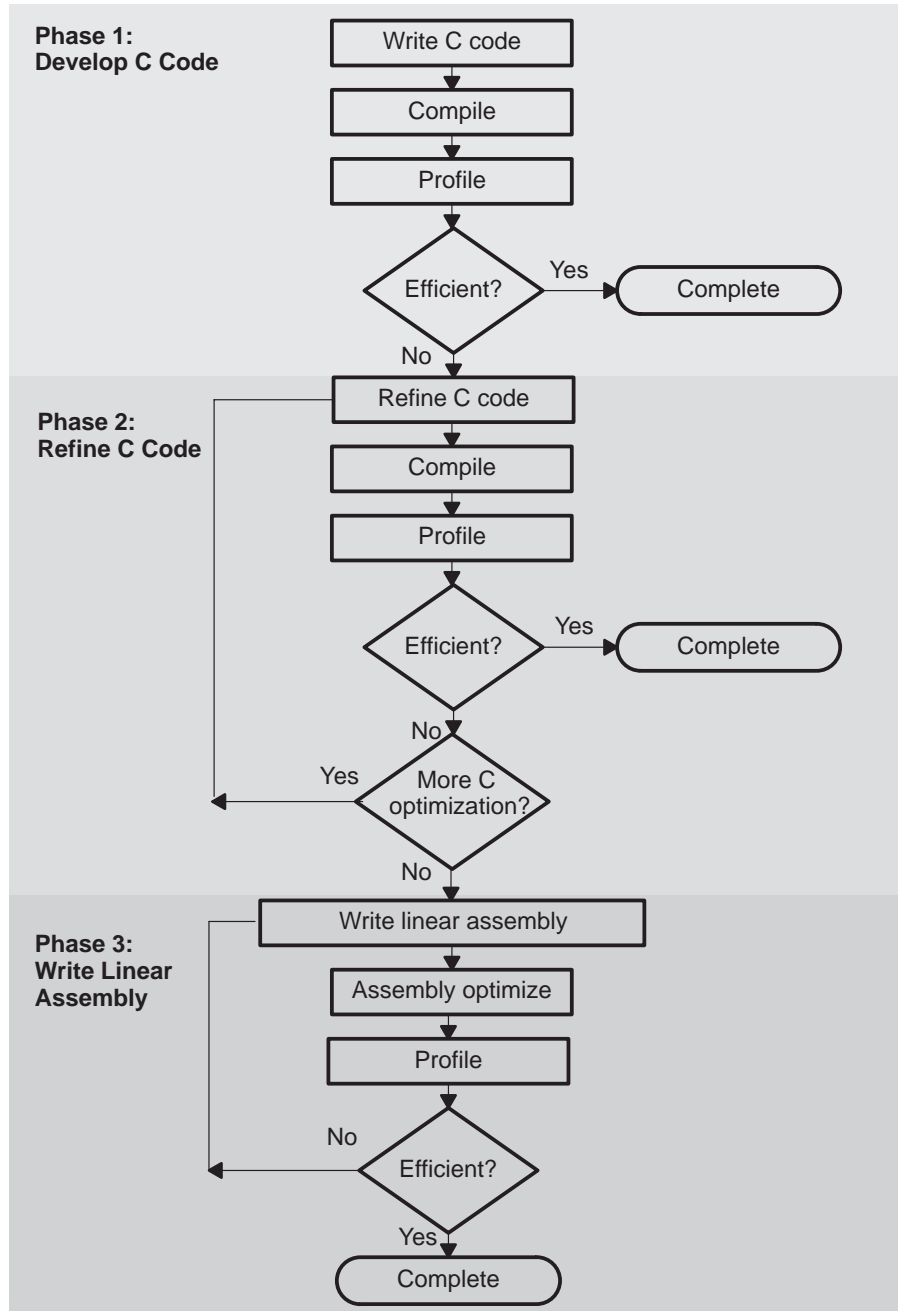 Phase 1:
Develop C Code
Write C code
Compile
Profile
Efficient?
Yes
Complete
No
Phase 2:
Refine C Code
Refine C code
Compile
Profile
Efficient?
Yes
Complete
No
More C
optimization?
Yes
No
Phase 3:
Write Linear
Assembly
Write linear assembly
Assembly optimize
Profile
Efficient?
No
Yes
Complete